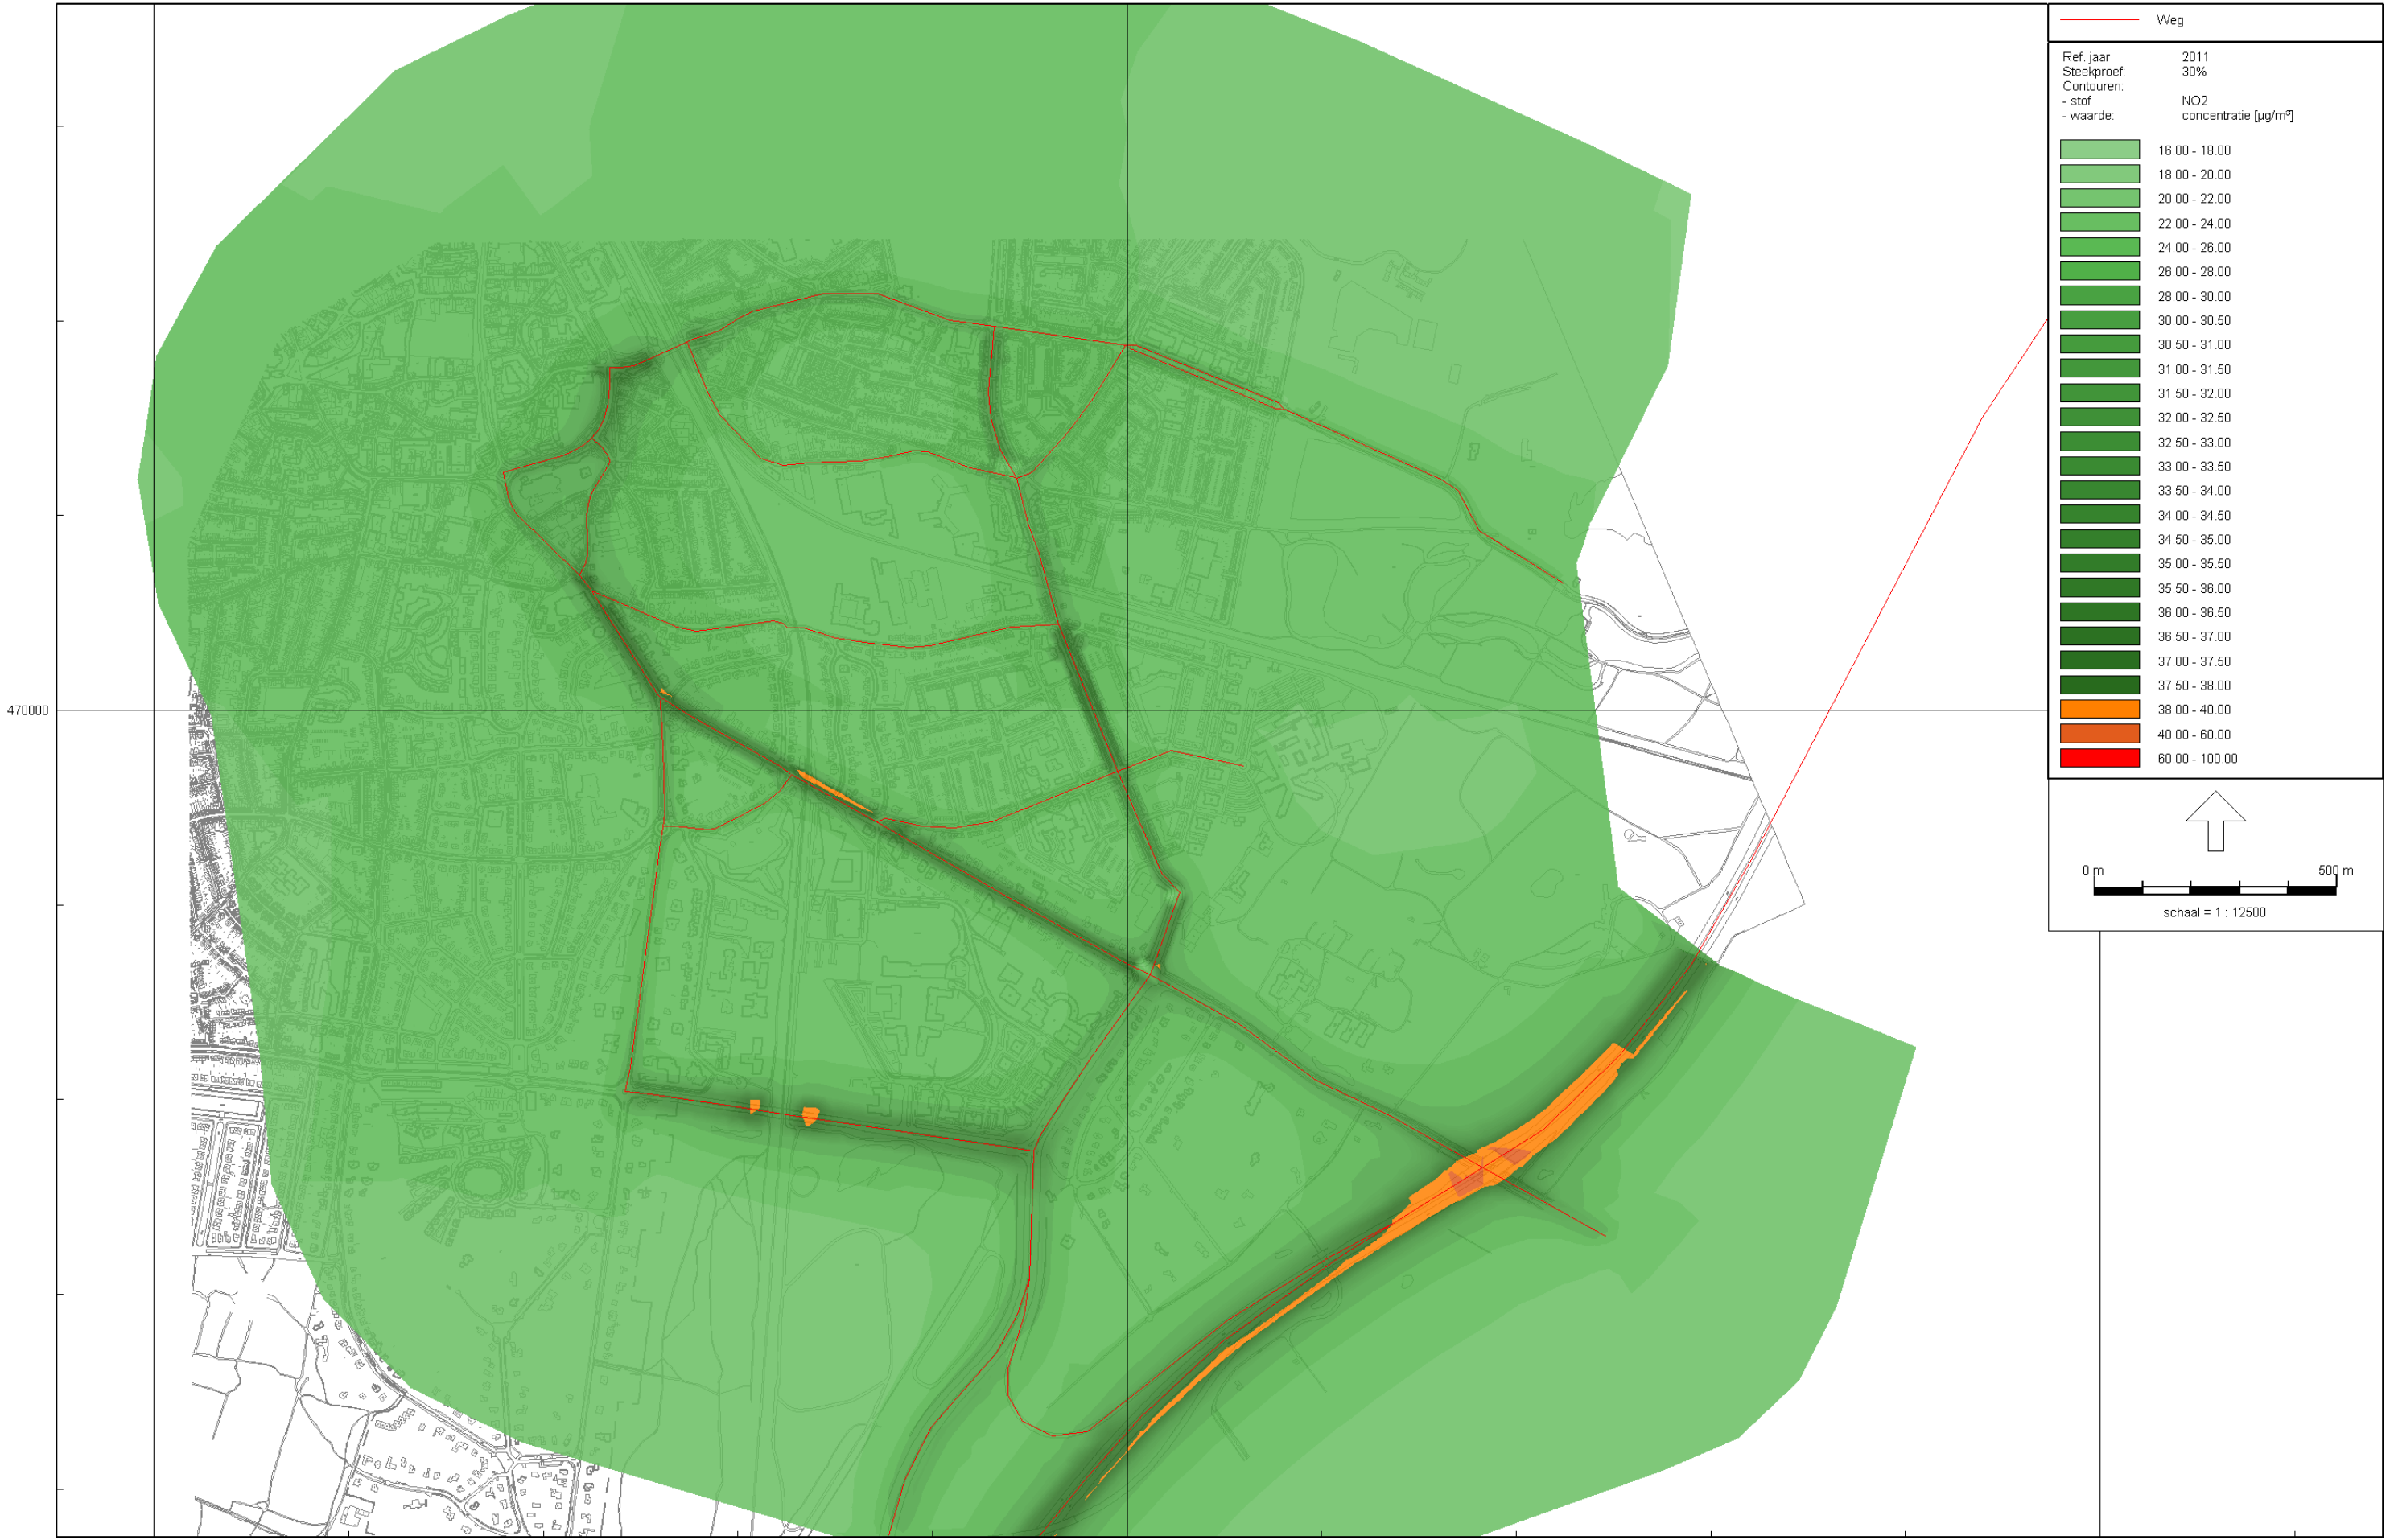 Weg
Ref. jaar 2011
Steekproef: 30%
Contouren:
- stof NO2
- waarde: concentratie [µg/m³]
16.00 - 18.00
18.00 - 20.00
20.00 - 22.00
22.00 - 24.00
24.00 - 26.00
26.00 - 28.00
28.00 - 30.00
30.00 - 30.50
30.50 - 31.00
31.00 - 31.50
31.50 - 32.00
32.00 - 32.50
32.50 - 33.00
33.00 - 33.50
33.50 - 34.00
34.00 - 34.50
34.50 - 35.00
35.00 - 35.50
35.50 - 36.00
36.00 - 36.50
36.50 - 37.00
37.00 - 37.50
37.50 - 38.00
38.00 - 40.00
40.00 - 60.00
60.00 - 100.00
470000
0 m 500 m
schaal = 1 : 12500